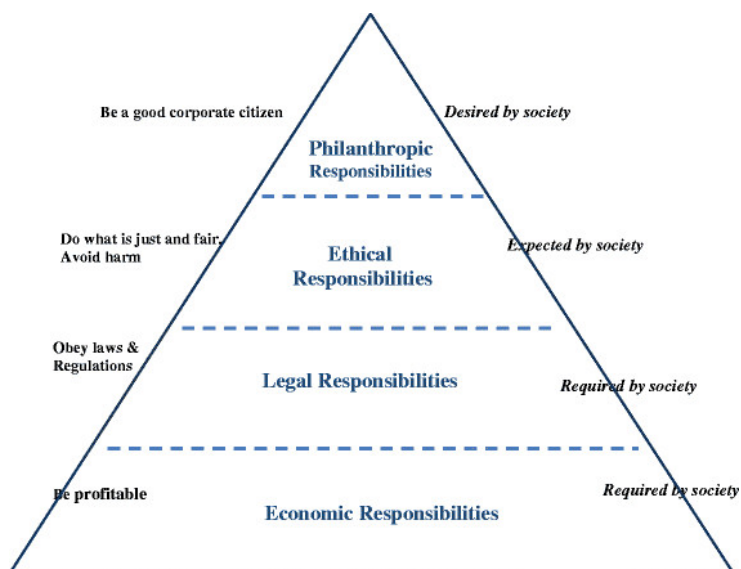 Be a good corporate citizen
Desired by society
Philanthropic
Responsibilities
Do what is just and fair,
Avoid harm
Expected by society
Ethical
Responsibilities
Obey laws &
Regulations
Legal Responsibilities
Required by society
Be profitable
Required by society
Economic Responsibilities